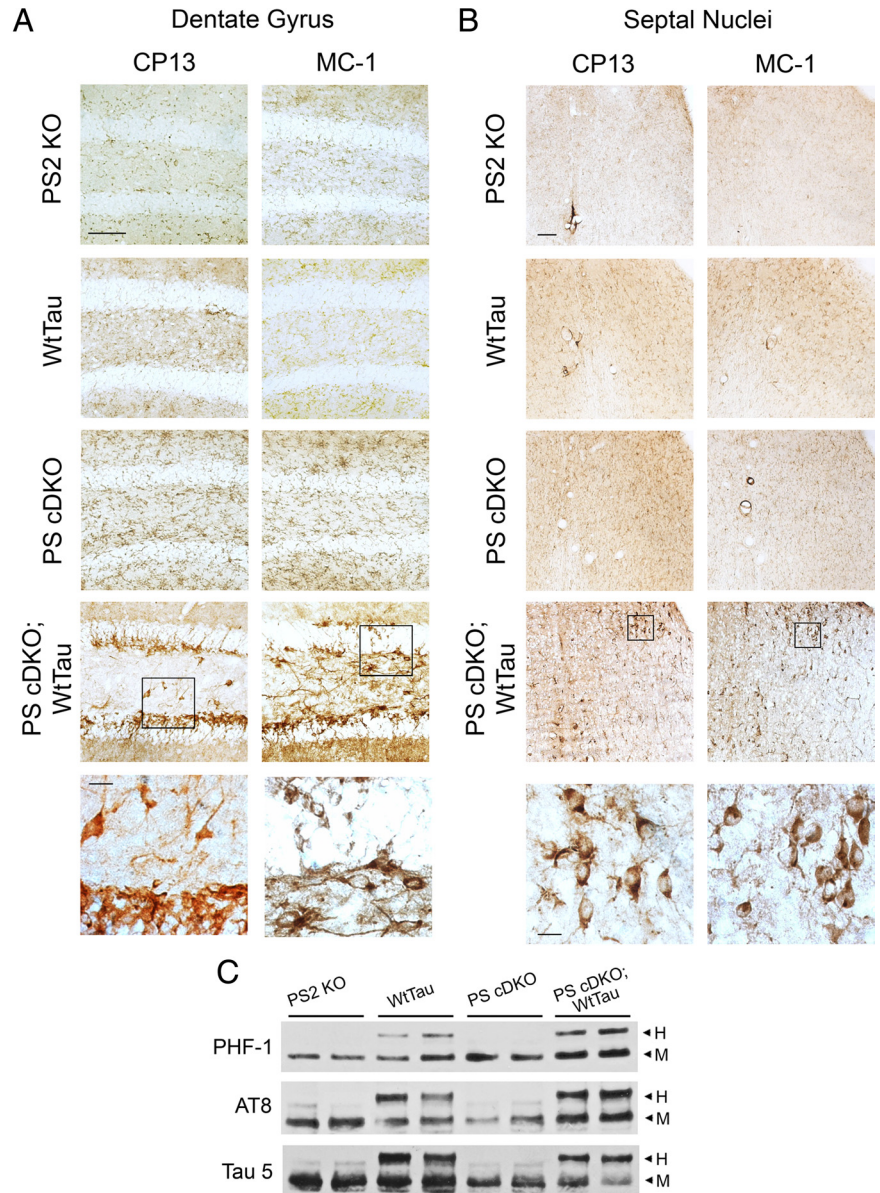 A Dentate Gyrus
CP13 MC-1
PS2 KO
WtTau
PS cDKO
PS cDKO;
WtTau
B Septal Nuclei
CP13 MC-1
PS2 KO
WtTau
PS cDKO
PS cDKO;
WtTau
C
PS2 KO WtTau PS cDKO PS cDKO;
WtTau
PHF-1
H
M
AT8
H
M
Tau 5
H
M